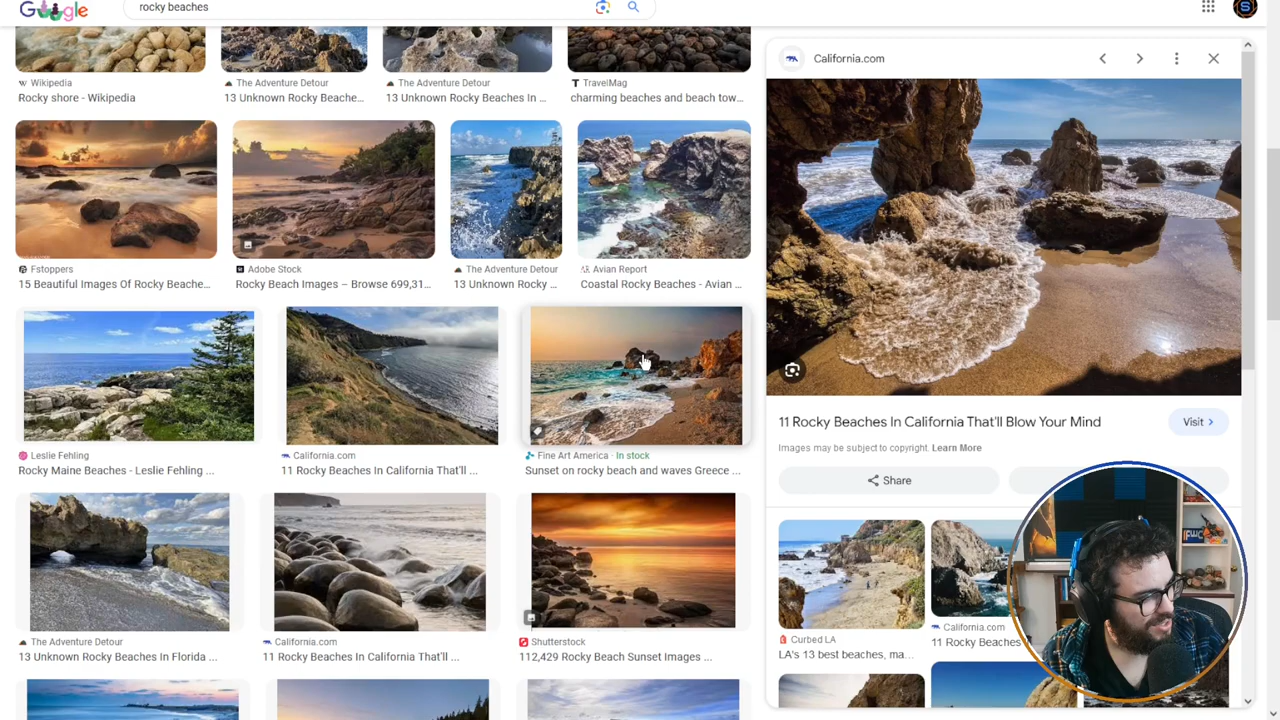 Google
rocky beaches
S
W Wikipedia
Rocky shore - Wikipedia
The Adventure Detour
13 Unknown Rocky Beache...
The Adventure Detour
13 Unknown Rocky Beaches In ...
T TravelMag
charming beaches and beach tow...
Fstoppers
15 Beautiful Images Of Rocky Beache...
Adobe Stock
Rocky Beach Images – Browse 699,31...
The Adventure Detour
13 Unknown Rocky ...
Avian Report
Coastal Rocky Beaches - Avian ...
Leslie Fehling
Rocky Maine Beaches - Leslie Fehling ...
California.com
11 Rocky Beaches In California That'll ...
Fine Art America · In stock
Sunset on rocky beach and waves Greece ...
The Adventure Detour
13 Unknown Rocky Beaches In Florida ...
California.com
11 Rocky Beaches In California That'll ...
Shutterstock
112,429 Rocky Beach Sunset Images ...
California.com
11 Rocky Beaches In California That'll Blow Your Mind
Visit
Images may be subject to copyright. Learn More
Share
Curbed LA
LA's 13 best beaches, ma...
California.com
11 Rocky Beaches
IFWC